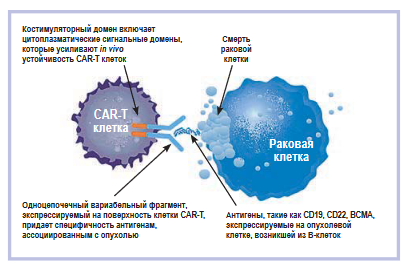 Костимуляторный домен включает
цитоплазматические сигнальные домены,
которые усиливают in vivo
устойчивость CAR-T клеток
Смерть
раковой
клетки
CAR-T
клетка
Раковая
клетка
Одноцепочечный вариабельный фрагмент,
экспрессируемый на поверхность клетки CAR-T,
придает специфичность антигенам,
ассоциированным с опухолью
Антигены, такие как CD19, CD22, BCMA,
экспрессируемые на опухолевой
клетке, возникшей из В-клеток